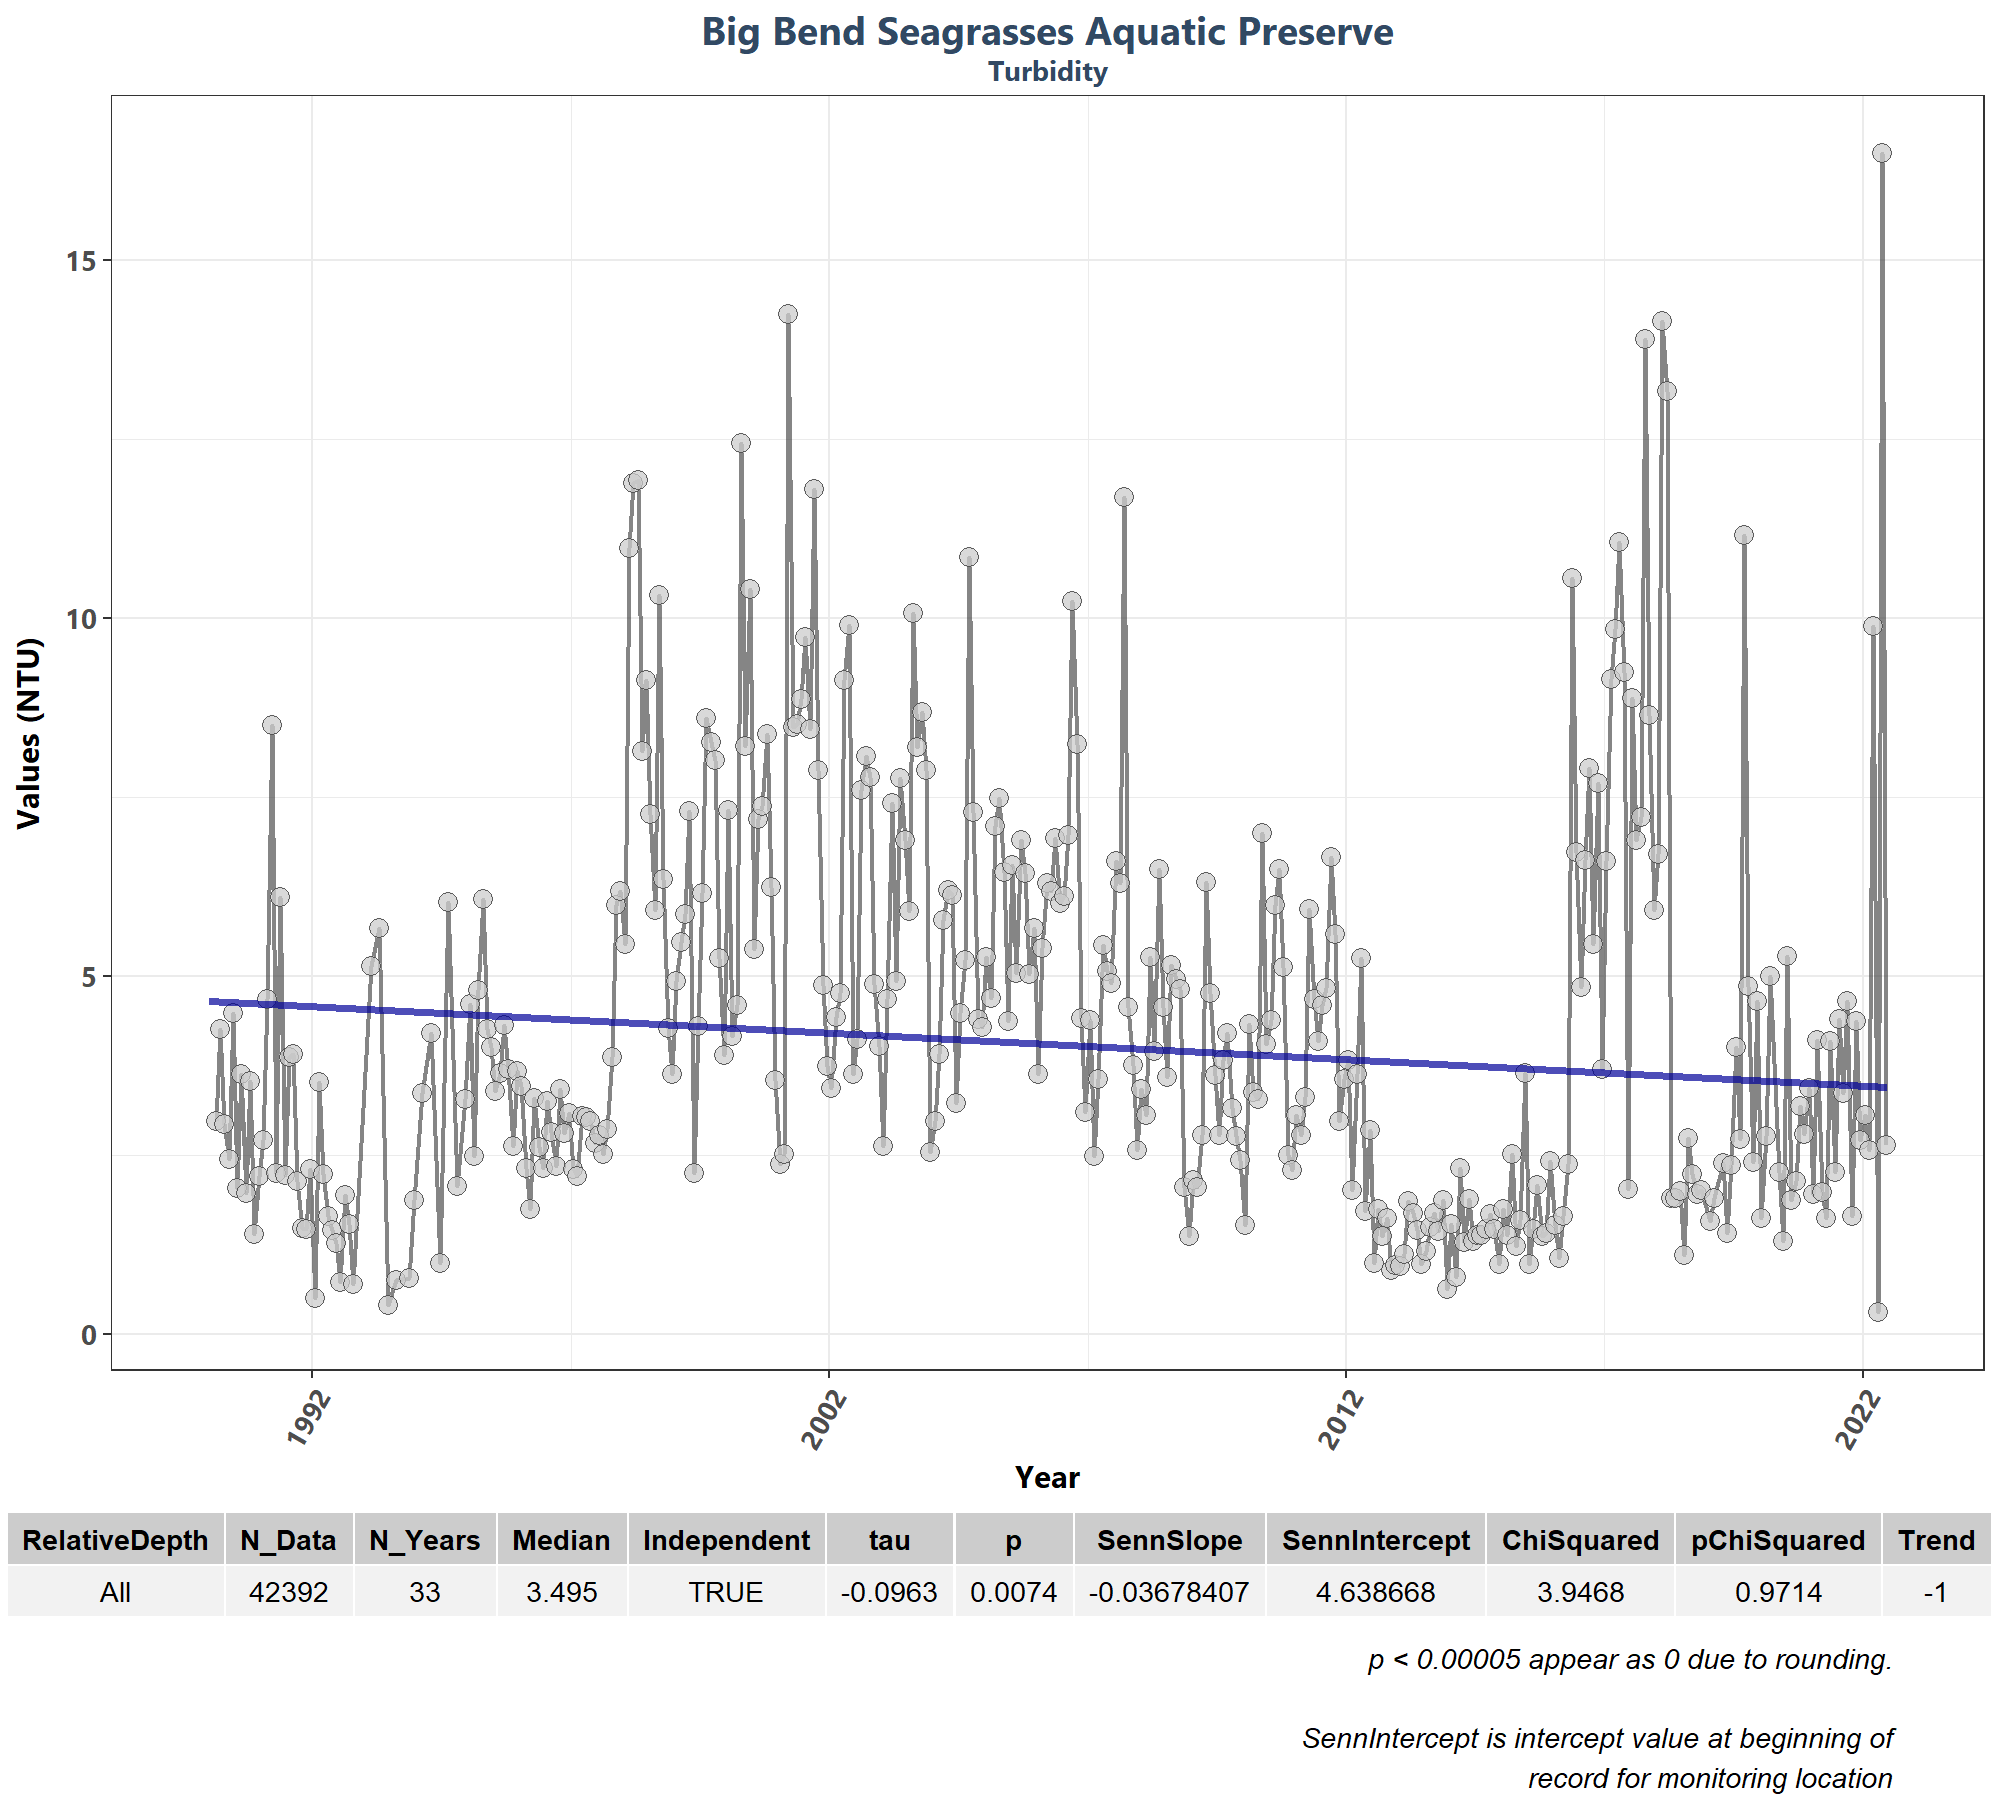 Big Bend Seagrasses Aquatic Preserve
Turbidity
Values (NTU)
15
10
5
0
1992
2002
2012
2022
Year
RelativeDepth N_Data N_Years Median Independent tau p SennSlope SennIntercept ChiSquared pChiSquared Trend
All 42392 33 3.495 TRUE -0.0963 0.0074 -0.03678407 4.638668 3.9468 0.9714 -1
p < 0.00005 appear as 0 due to rounding.
SennIntercept is intercept value at beginning of
record for monitoring location